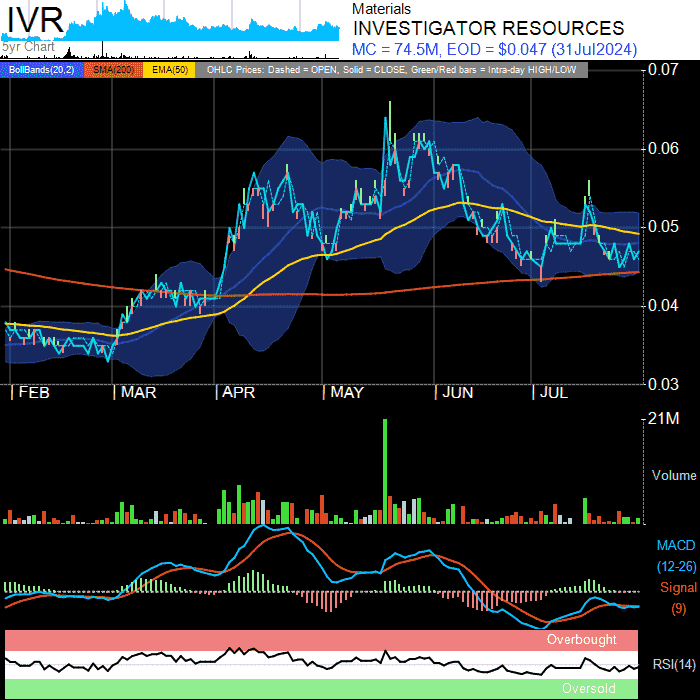 IVR
5yr Chart
Materials
INVESTIGATOR RESOURCES
MC = 74.5M, EOD = $0.047 (31Jul2024)
BollBands(20,2) SMA(200) EMA(50) OHLC Prices: Dashed = OPEN, Solid = CLOSE, Green/Red bars = Intra-day HIGH/LOW
0.07
0.06
0.05
0.04
0.03
FEB MAR APR MAY JUN JUL
21M
Volume
MACD
(12-26)
Signal
(9)
Overbought
RSI(14)
Oversold